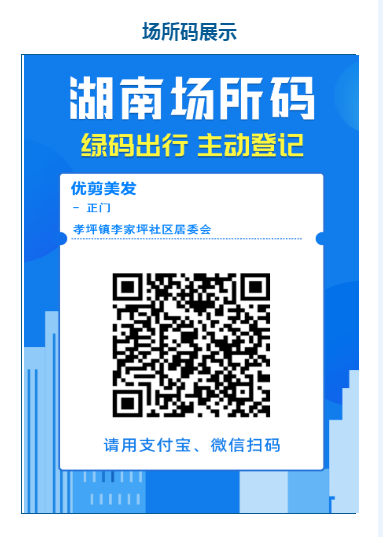 场所码展示
湖南场所码
绿码出行 主动登记
优剪美发
- 正门
孝坪镇李家坪社区居委会
请用支付宝、微信扫码